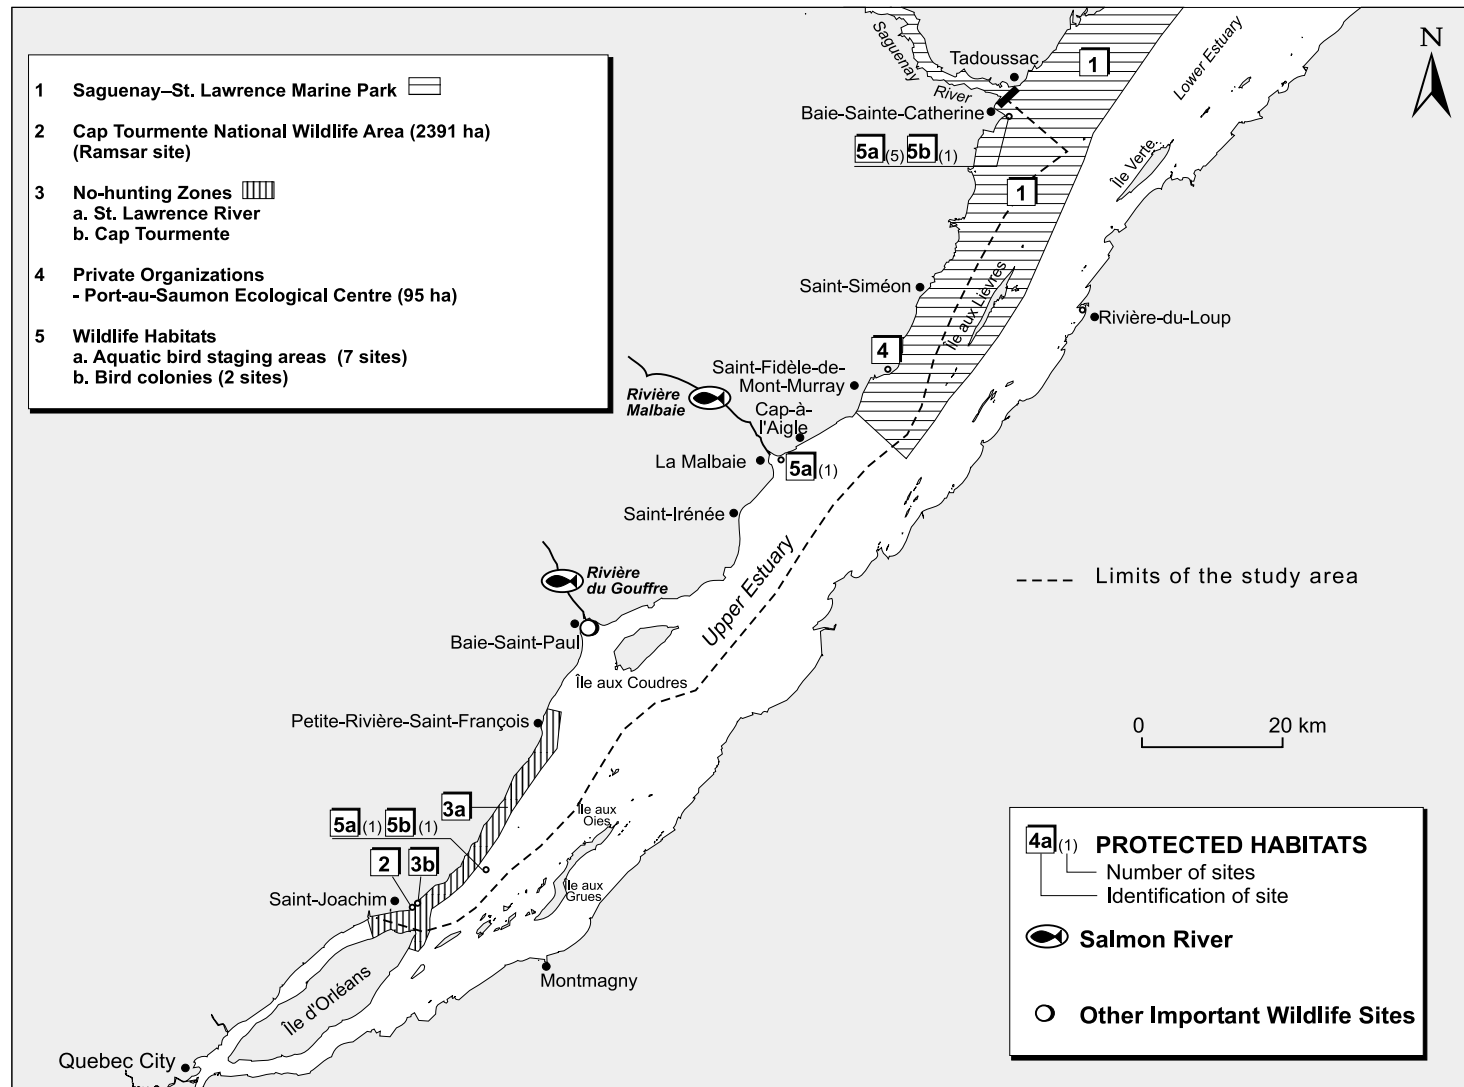 1 Saguenay–St. Lawrence Marine Park
2 Cap Tourmente National Wildlife Area (2391 ha)
(Ramsar site)
3 No-hunting Zones
a. St. Lawrence River
b. Cap Tourmente
4 Private Organizations
- Port-au-Saumon Ecological Centre (95 ha)
5 Wildlife Habitats
a. Aquatic bird staging areas (7 sites)
b. Bird colonies (2 sites)
Saguenay
River
Tadoussac
1
Lower Estuary
N
Baie-Sainte-Catherine
5a (5) 5b (1)
Île Verte
1
Saint-Siméon
Île aux Lièvres
Rivière-du-Loup
4
Saint-Fidèle-de-
Mont-Murray
Rivière
Malbaie
Cap-à-
l'Aigle
La Malbaie
5a (1)
Saint-Irénée
Upper Estuary
Limits of the study area
Rivière
du Gouffre
Baie-Saint-Paul
Île aux Coudres
Petite-Rivière-Saint-François
0 20 km
3a
5a (1) 5b (1)
Île aux
Oies
2 3b
Île aux
Grues
Saint-Joachim
Montmagny
Île d'Orléans
Quebec City
4a (1) PROTECTED HABITATS
Number of sites
Identification of site
Salmon River
Other Important Wildlife Sites